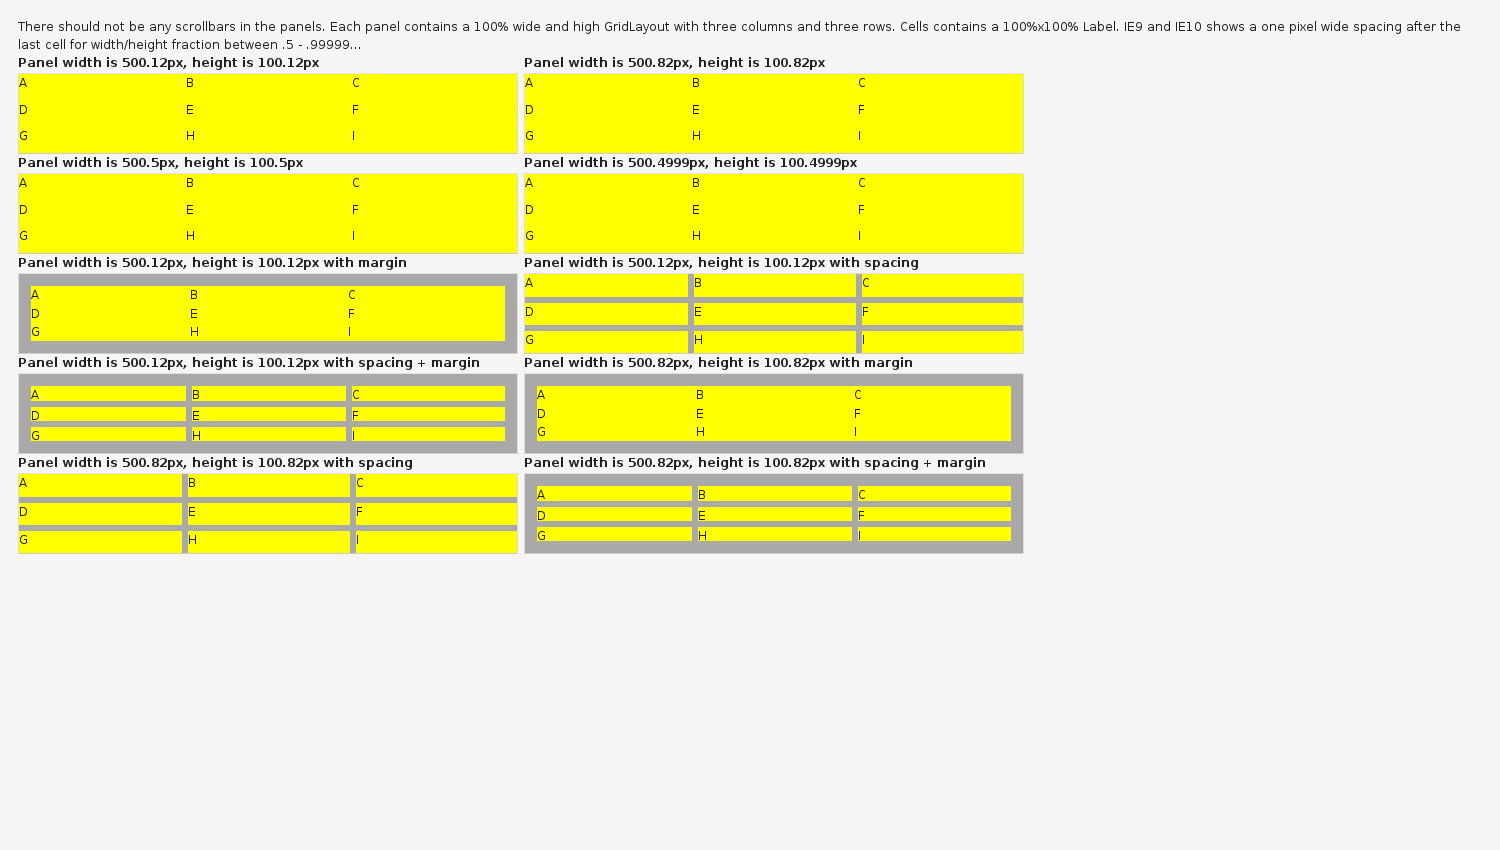 There should not be any scrollbars in the panels. Each panel contains a 100% wide and high GridLayout with three columns and three rows. Cells contains a 100%x100% Label. IE9 and IE10 shows a one pixel wide spacing after the
last cell for width/height fraction between .5 - .99999...
Panel width is 500.12px, height is 100.12px
A B C
D E F
G H I
Panel width is 500.82px, height is 100.82px
A B C
D E F
G H I
Panel width is 500.5px, height is 100.5px
A B C
D E F
G H I
Panel width is 500.4999px, height is 100.4999px
A B C
D E F
G H I
Panel width is 500.12px, height is 100.12px with margin
A B C
D E F
G H I
Panel width is 500.12px, height is 100.12px with spacing
A B C
D E F
G H I
Panel width is 500.12px, height is 100.12px with spacing + margin
A B C
D E F
G H I
Panel width is 500.82px, height is 100.82px with margin
A B C
D E F
G H I
Panel width is 500.82px, height is 100.82px with spacing
A B C
D E F
G H I
Panel width is 500.82px, height is 100.82px with spacing + margin
A B C
D E F
G H I